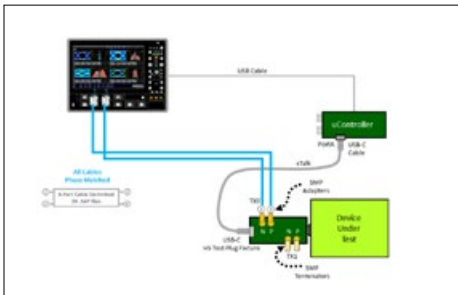 USB Cable
uController
PortA
USB-C
Cable
All Cables
Phase Matched
xTalk
TX0
SMP
Adapters
N P
USB-C
HS Test Plug Fixture
N P
TX1
SMP
Terminators
Device
Under
Test